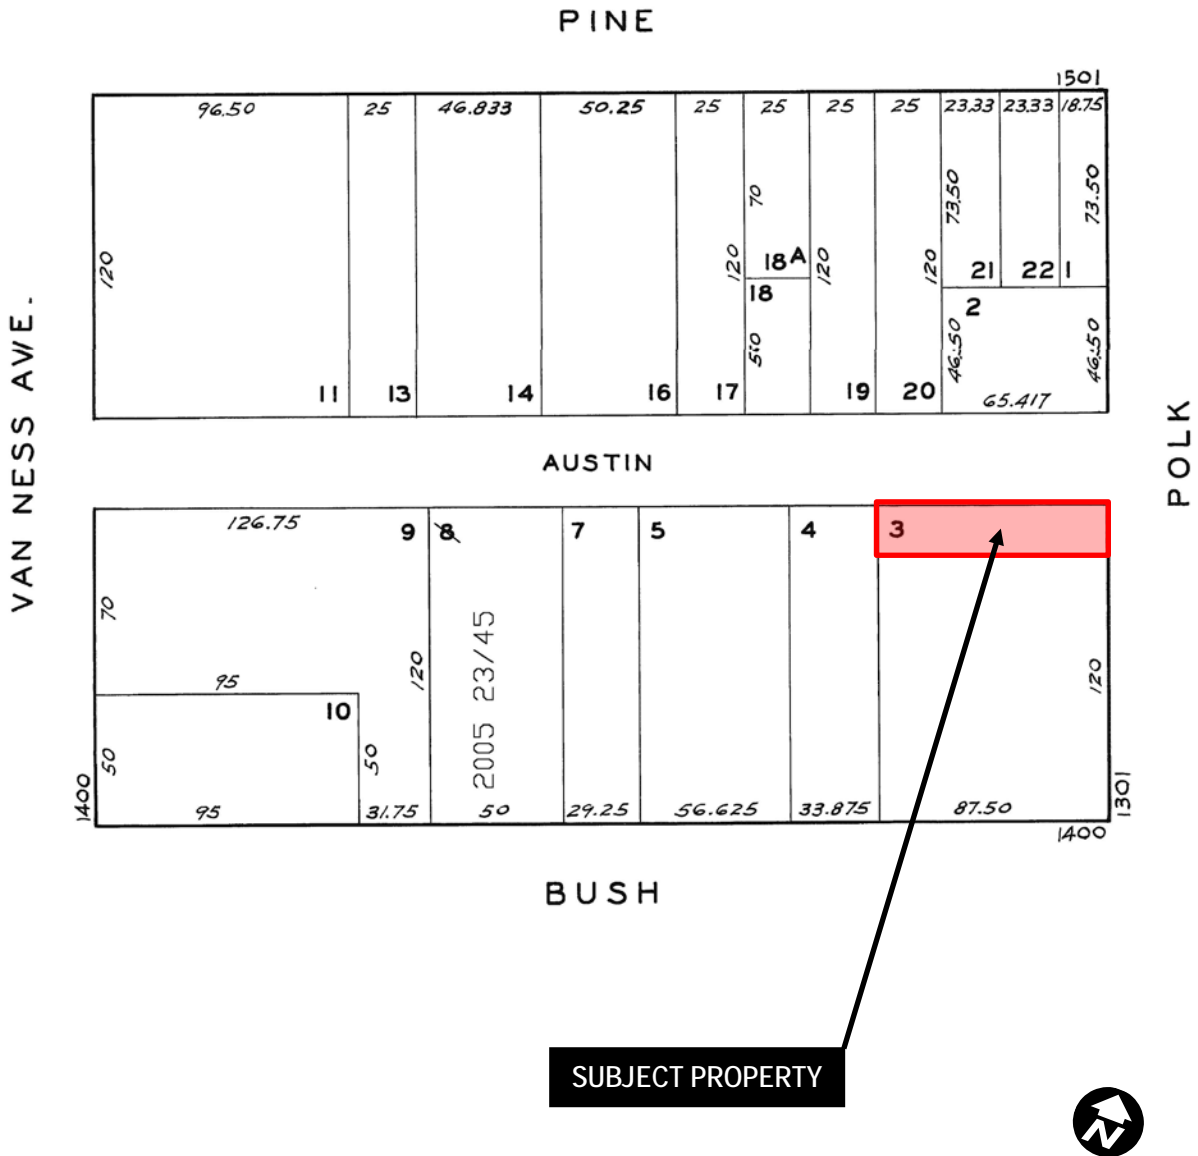 PINE
1501
96.50 25 46.833 50.25 25 25 25 25 23.33 23.33 18.75
70 73.50 73.50
120 120 18A 120 120 21 22 1
18 2
50 46.50 46.50
11 13 14 16 17 19 20 65.417
VAN NESS AVE.
AUSTIN
POLK
126.75 9 8 7 5 4 3
70 120 2005 23/45 120
95
10
50 50
1400 95 31.75 50 29.25 56.625 33.875 87.50 1301
1400
BUSH
SUBJECT PROPERTY
N